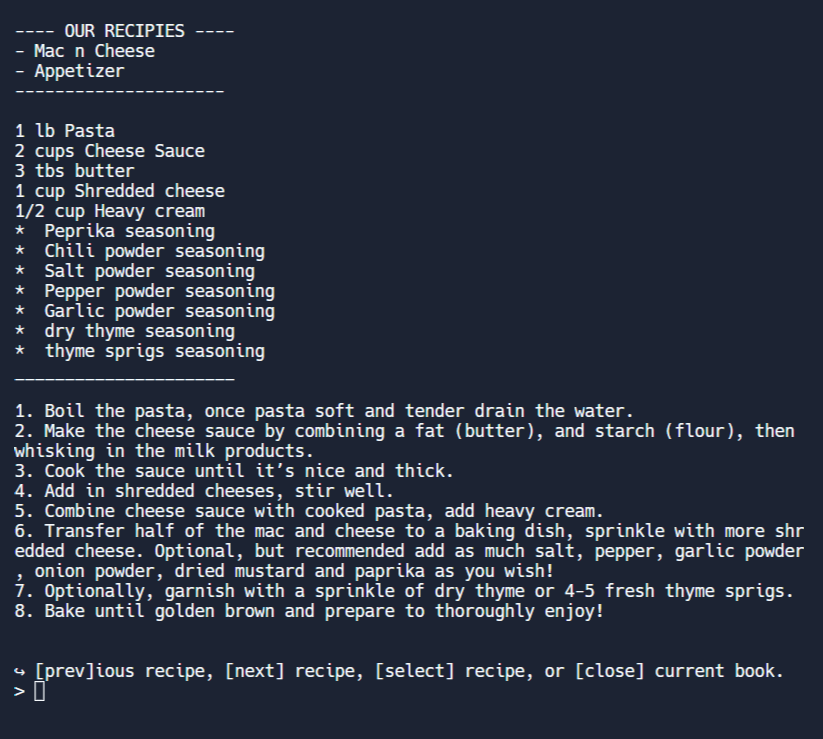 ---- OUR RECIPIES ----
- Mac n Cheese
- Appetizer
---------------------
1 lb Pasta
2 cups Cheese Sauce
3 tbs butter
1 cup Shredded cheese
1/2 cup Heavy cream
*  Peprika seasoning
*  Chili powder seasoning
*  Salt powder seasoning
*  Pepper powder seasoning
*  Garlic powder seasoning
*  dry thyme seasoning
*  thyme sprigs seasoning
______________________
1. Boil the pasta, once pasta soft and tender drain the water.
2. Make the cheese sauce by combining a fat (butter), and starch (flour), then
whisking in the milk products.
3. Cook the sauce until it’s nice and thick.
4. Add in shredded cheeses, stir well.
5. Combine cheese sauce with cooked pasta, add heavy cream.
6. Transfer half of the mac and cheese to a baking dish, sprinkle with more shr
edded cheese. Optional, but recommended add as much salt, pepper, garlic powder
, onion powder, dried mustard and paprika as you wish!
7. Optionally, garnish with a sprinkle of dry thyme or 4-5 fresh thyme sprigs.
8. Bake until golden brown and prepare to thoroughly enjoy!
↪ [prev]ious recipe, [next] recipe, [select] recipe, or [close] current book.
>